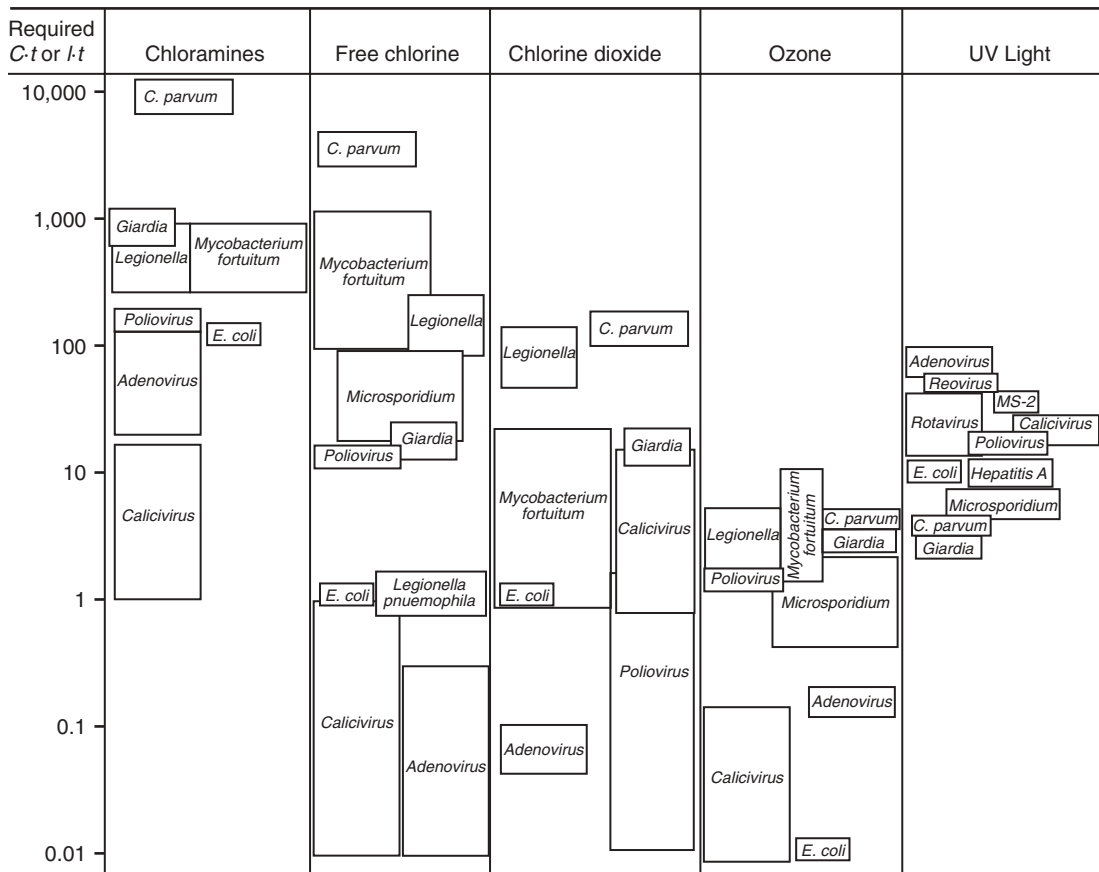 Required
C·t or I·t
Chloramines
Free chlorine
Chlorine dioxide
Ozone
UV Light
10,000
1,000
100
10
1
0.1
0.01
C. parvum
Giardia
Legionella
Mycobacterium
fortuitum
Poliovirus
E. coli
Adenovirus
Calicivirus
C. parvum
Mycobacterium
fortuitum
Legionella
Microsporidium
Giardia
Poliovirus
E. coli
Legionella
pnuemophila
Calicivirus
Adenovirus
C. parvum
Legionella
Giardia
Mycobacterium
fortuitum
Calicivirus
E. coli
Poliovirus
Adenovirus
Legionella
Mycobacterium
fortuitum
C. parvum
Giardia
Poliovirus
Microsporidium
Adenovirus
Calicivirus
E. coli
Adenovirus
Reovirus
MS-2
Rotavirus
Calicivirus
Poliovirus
E. coli
Hepatitis A
Microsporidium
C. parvum
Giardia